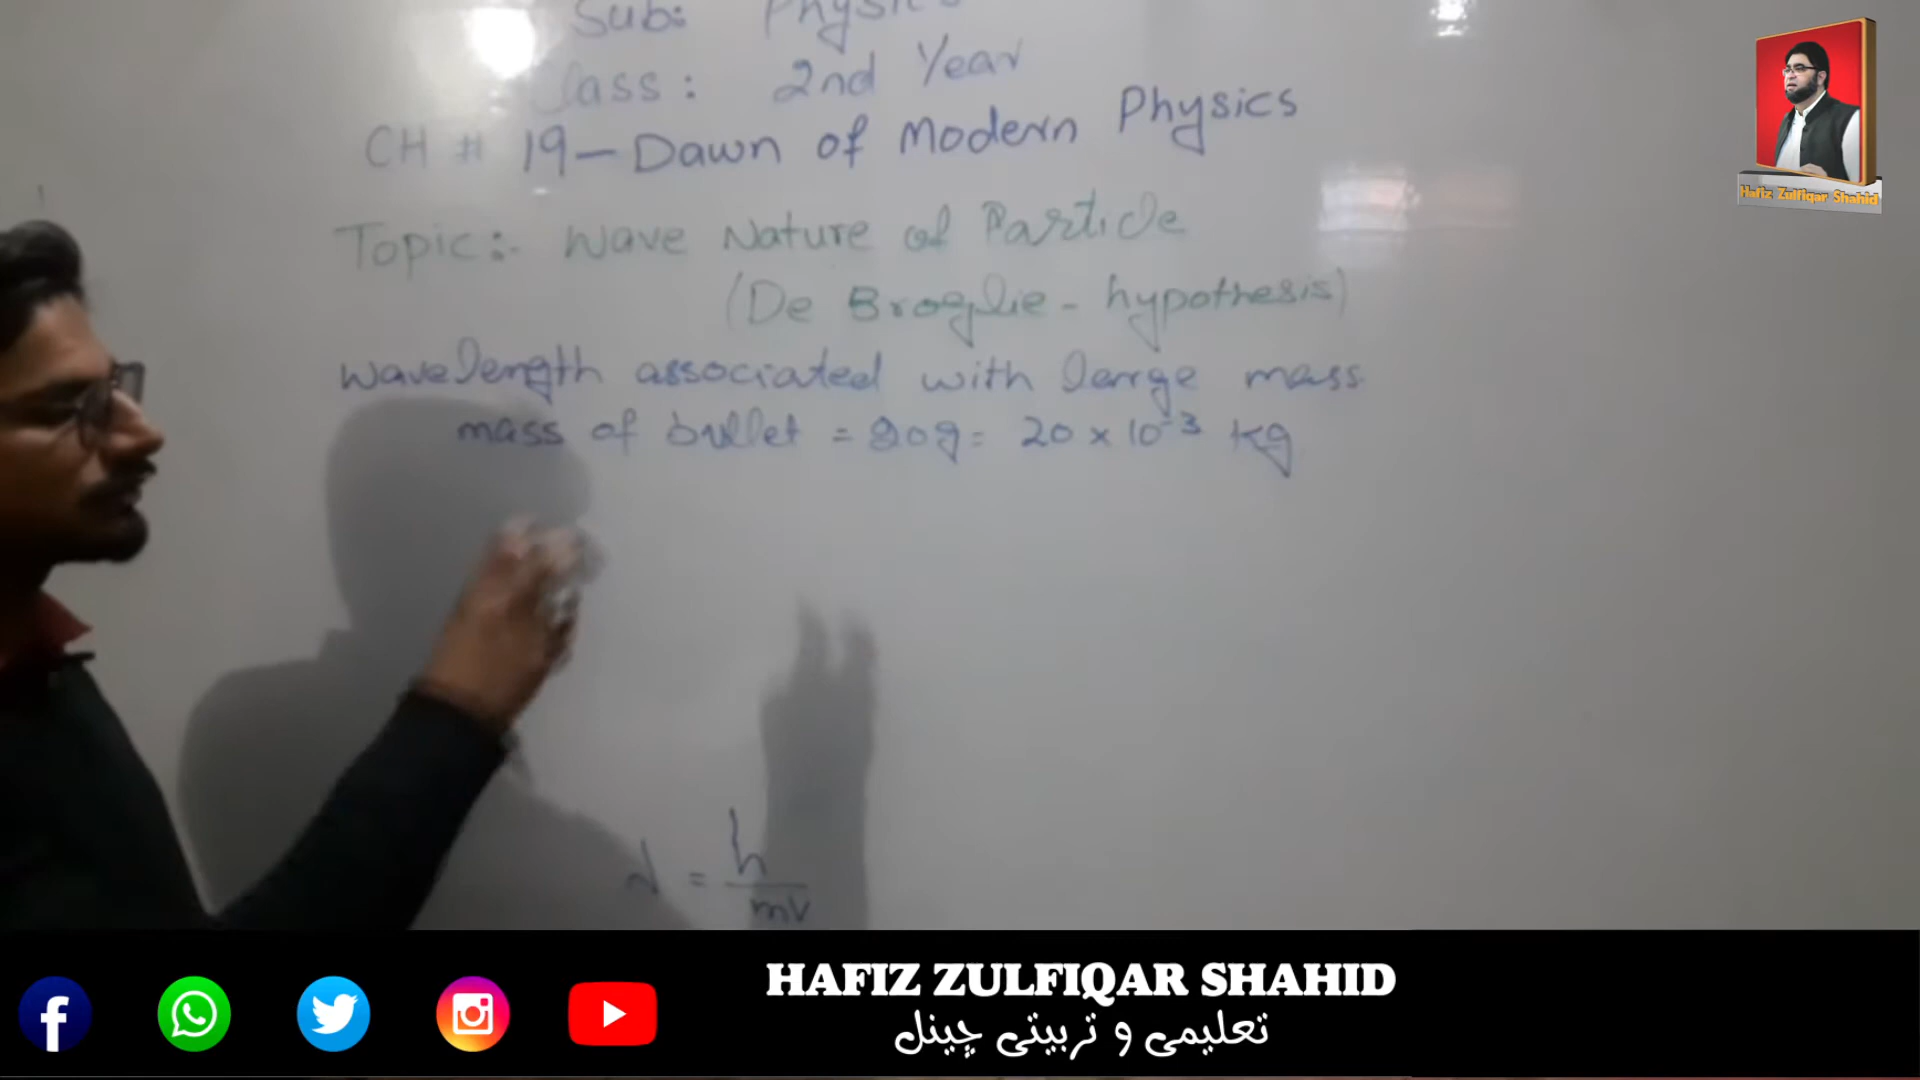 Sub: Physics
Class: 2nd Year
CH # 19 – Dawn of Modern Physics
Topic:- Wave Nature of Particle
(De Broglie - hypothesis)
wavelength associated with large mass
mass of bullet = 20g = 20 × 10⁻³ kg
λ = h/mv
Hafiz Zulfiqar Shahid
HAFIZ ZULFIQAR SHAHID
تعلیمی و تربیتی چینل